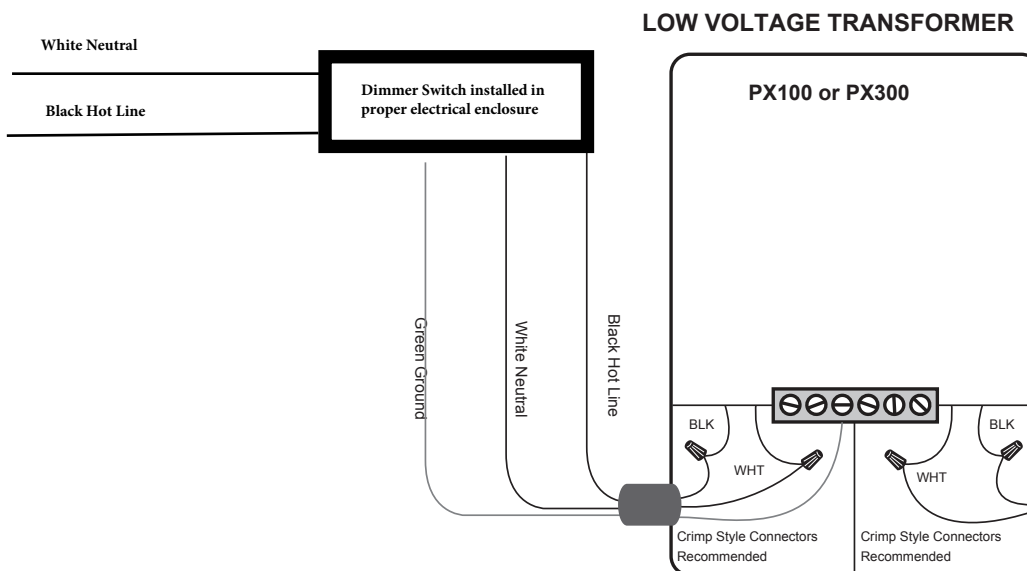 LOW VOLTAGE TRANSFORMER
White Neutral
Black Hot Line
Dimmer Switch installed in
proper electrical enclosure
PX100 or PX300
Green Ground
White Neutral
Black Hot Line
BLK
WHT
BLK
WHT
Crimp Style Connectors
Recommended
Crimp Style Connectors
Recommended